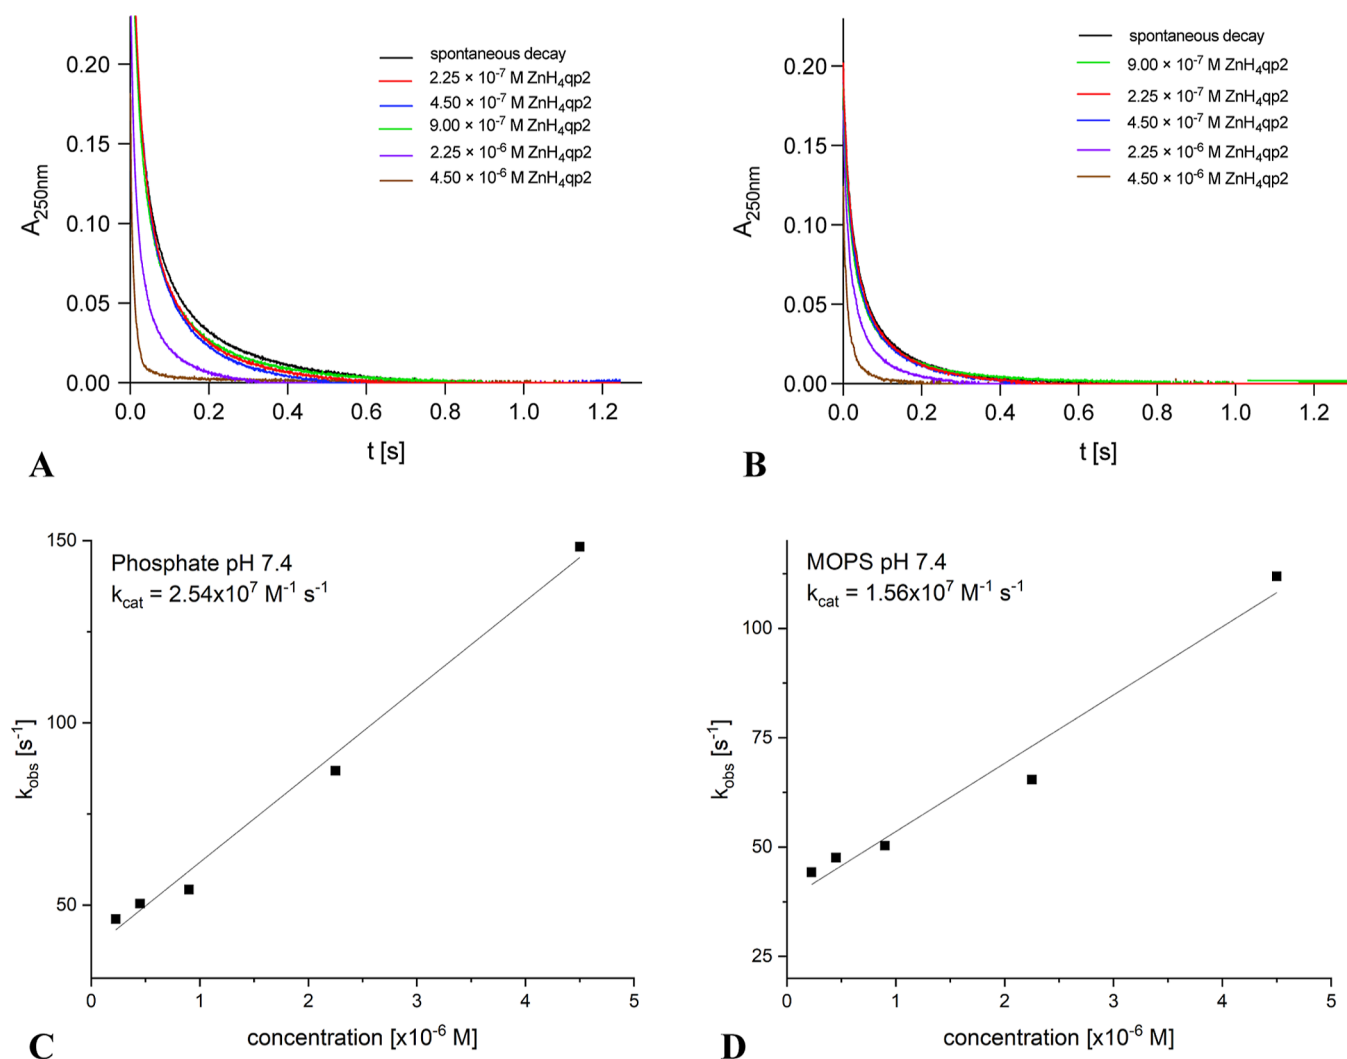 spontaneous decay
2.25 × 10⁻⁷ M ZnH₄qp2
4.50 × 10⁻⁷ M ZnH₄qp2
9.00 × 10⁻⁷ M ZnH₄qp2
2.25 × 10⁻⁶ M ZnH₄qp2
4.50 × 10⁻⁶ M ZnH₄qp2
0.20
0.15
0.10
0.05
0.00
A₂₅₀ₙₘ
0.0 0.2 0.4 0.6 0.8 1.0 1.2
t [s]
A
spontaneous decay
9.00 × 10⁻⁷ M ZnH₄qp2
2.25 × 10⁻⁷ M ZnH₄qp2
4.50 × 10⁻⁷ M ZnH₄qp2
2.25 × 10⁻⁶ M ZnH₄qp2
4.50 × 10⁻⁶ M ZnH₄qp2
0.20
0.15
0.10
0.05
0.00
A₂₅₀ₙₘ
0.0 0.2 0.4 0.6 0.8 1.0 1.2
t [s]
B
Phosphate pH 7.4
k_cat = 2.54x10⁷ M⁻¹ s⁻¹
150
100
50
k_obs [s⁻¹]
0 1 2 3 4 5
concentration [x10⁻⁶ M]
C
MOPS pH 7.4
k_cat = 1.56x10⁷ M⁻¹ s⁻¹
100
75
50
25
k_obs [s⁻¹]
0 1 2 3 4 5
concentration [x10⁻⁶ M]
D